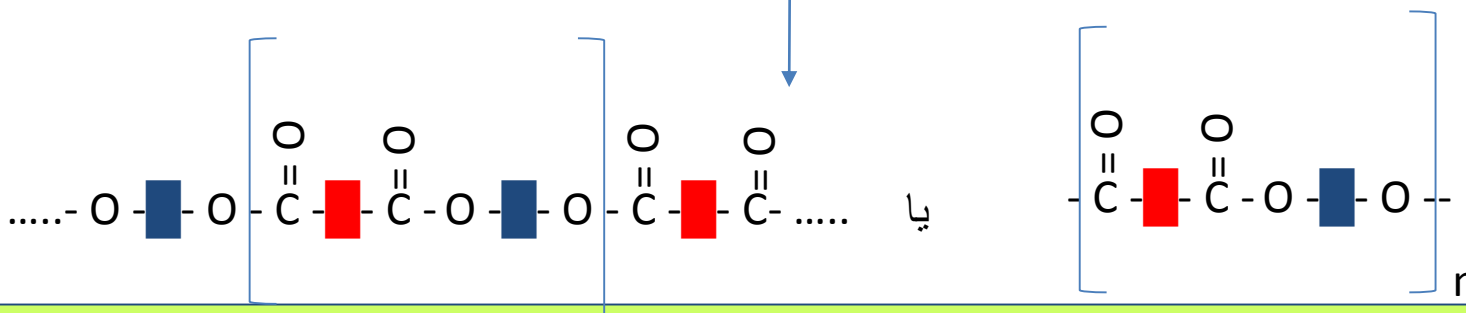 O O O O
..... - O - - O - C - - C - O - - O - C - - C - ..... یا
O O
- C - - C - O - - O --
n